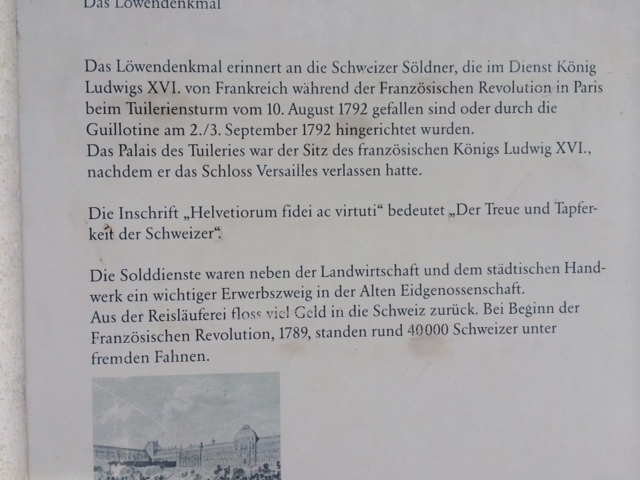 Das Löwendenkmal
Das Löwendenkmal erinnert an die Schweizer Söldner, die im Dienst König
Ludwigs XVI. von Frankreich während der Französischen Revolution in Paris
beim Tuileriensturm vom 10. August 1792 gefallen sind oder durch die
Guillotine am 2./3. September 1792 hingerichtet wurden.
Das Palais des Tuileries war der Sitz des französischen Königs Ludwig XVI.,
nachdem er das Schloss Versailles verlassen hatte.
Die Inschrift „Helvetiorum fidei ac virtuti“ bedeutet „Der Treue und Tapfer-
keit der Schweizer“.
Die Solddienste waren neben der Landwirtschaft und dem städtischen Hand-
werk ein wichtiger Erwerbszweig in der Alten Eidgenossenschaft.
Aus der Reisläuferei floss viel Geld in die Schweiz zurück. Bei Beginn der
Französischen Revolution, 1789, standen rund 40000 Schweizer unter
fremden Fahnen.